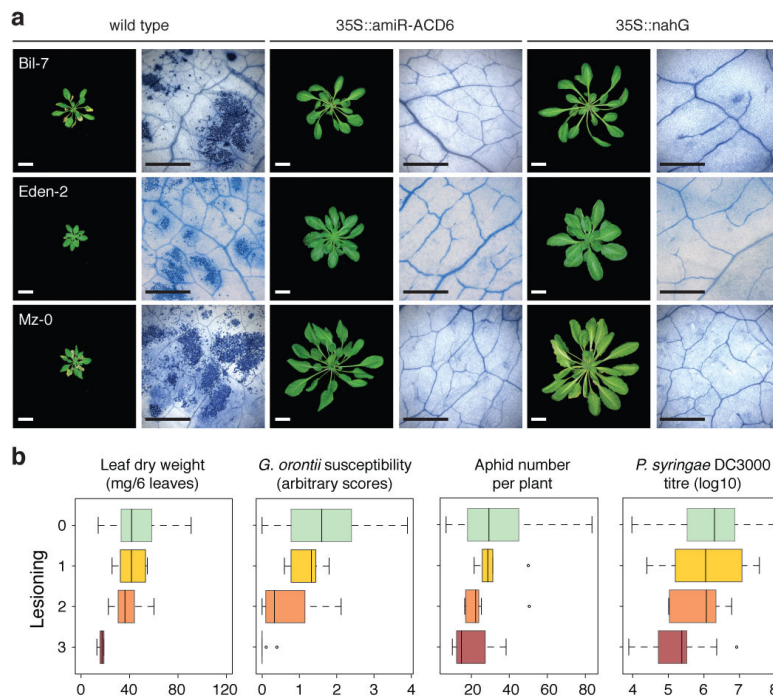 a
wild type
35S::amiR-ACD6
35S::nahG
Bil-7
Eden-2
Mz-0
b
Leaf dry weight
(mg/6 leaves)
G. orontii susceptibility
(arbitrary scores)
Aphid number
per plant
P. syringae DC3000
titre (log10)
Lesioning
0
1
2
3
0 40 80 120
0 1 2 3 4
0 20 40 60 80
4 5 6 7 8